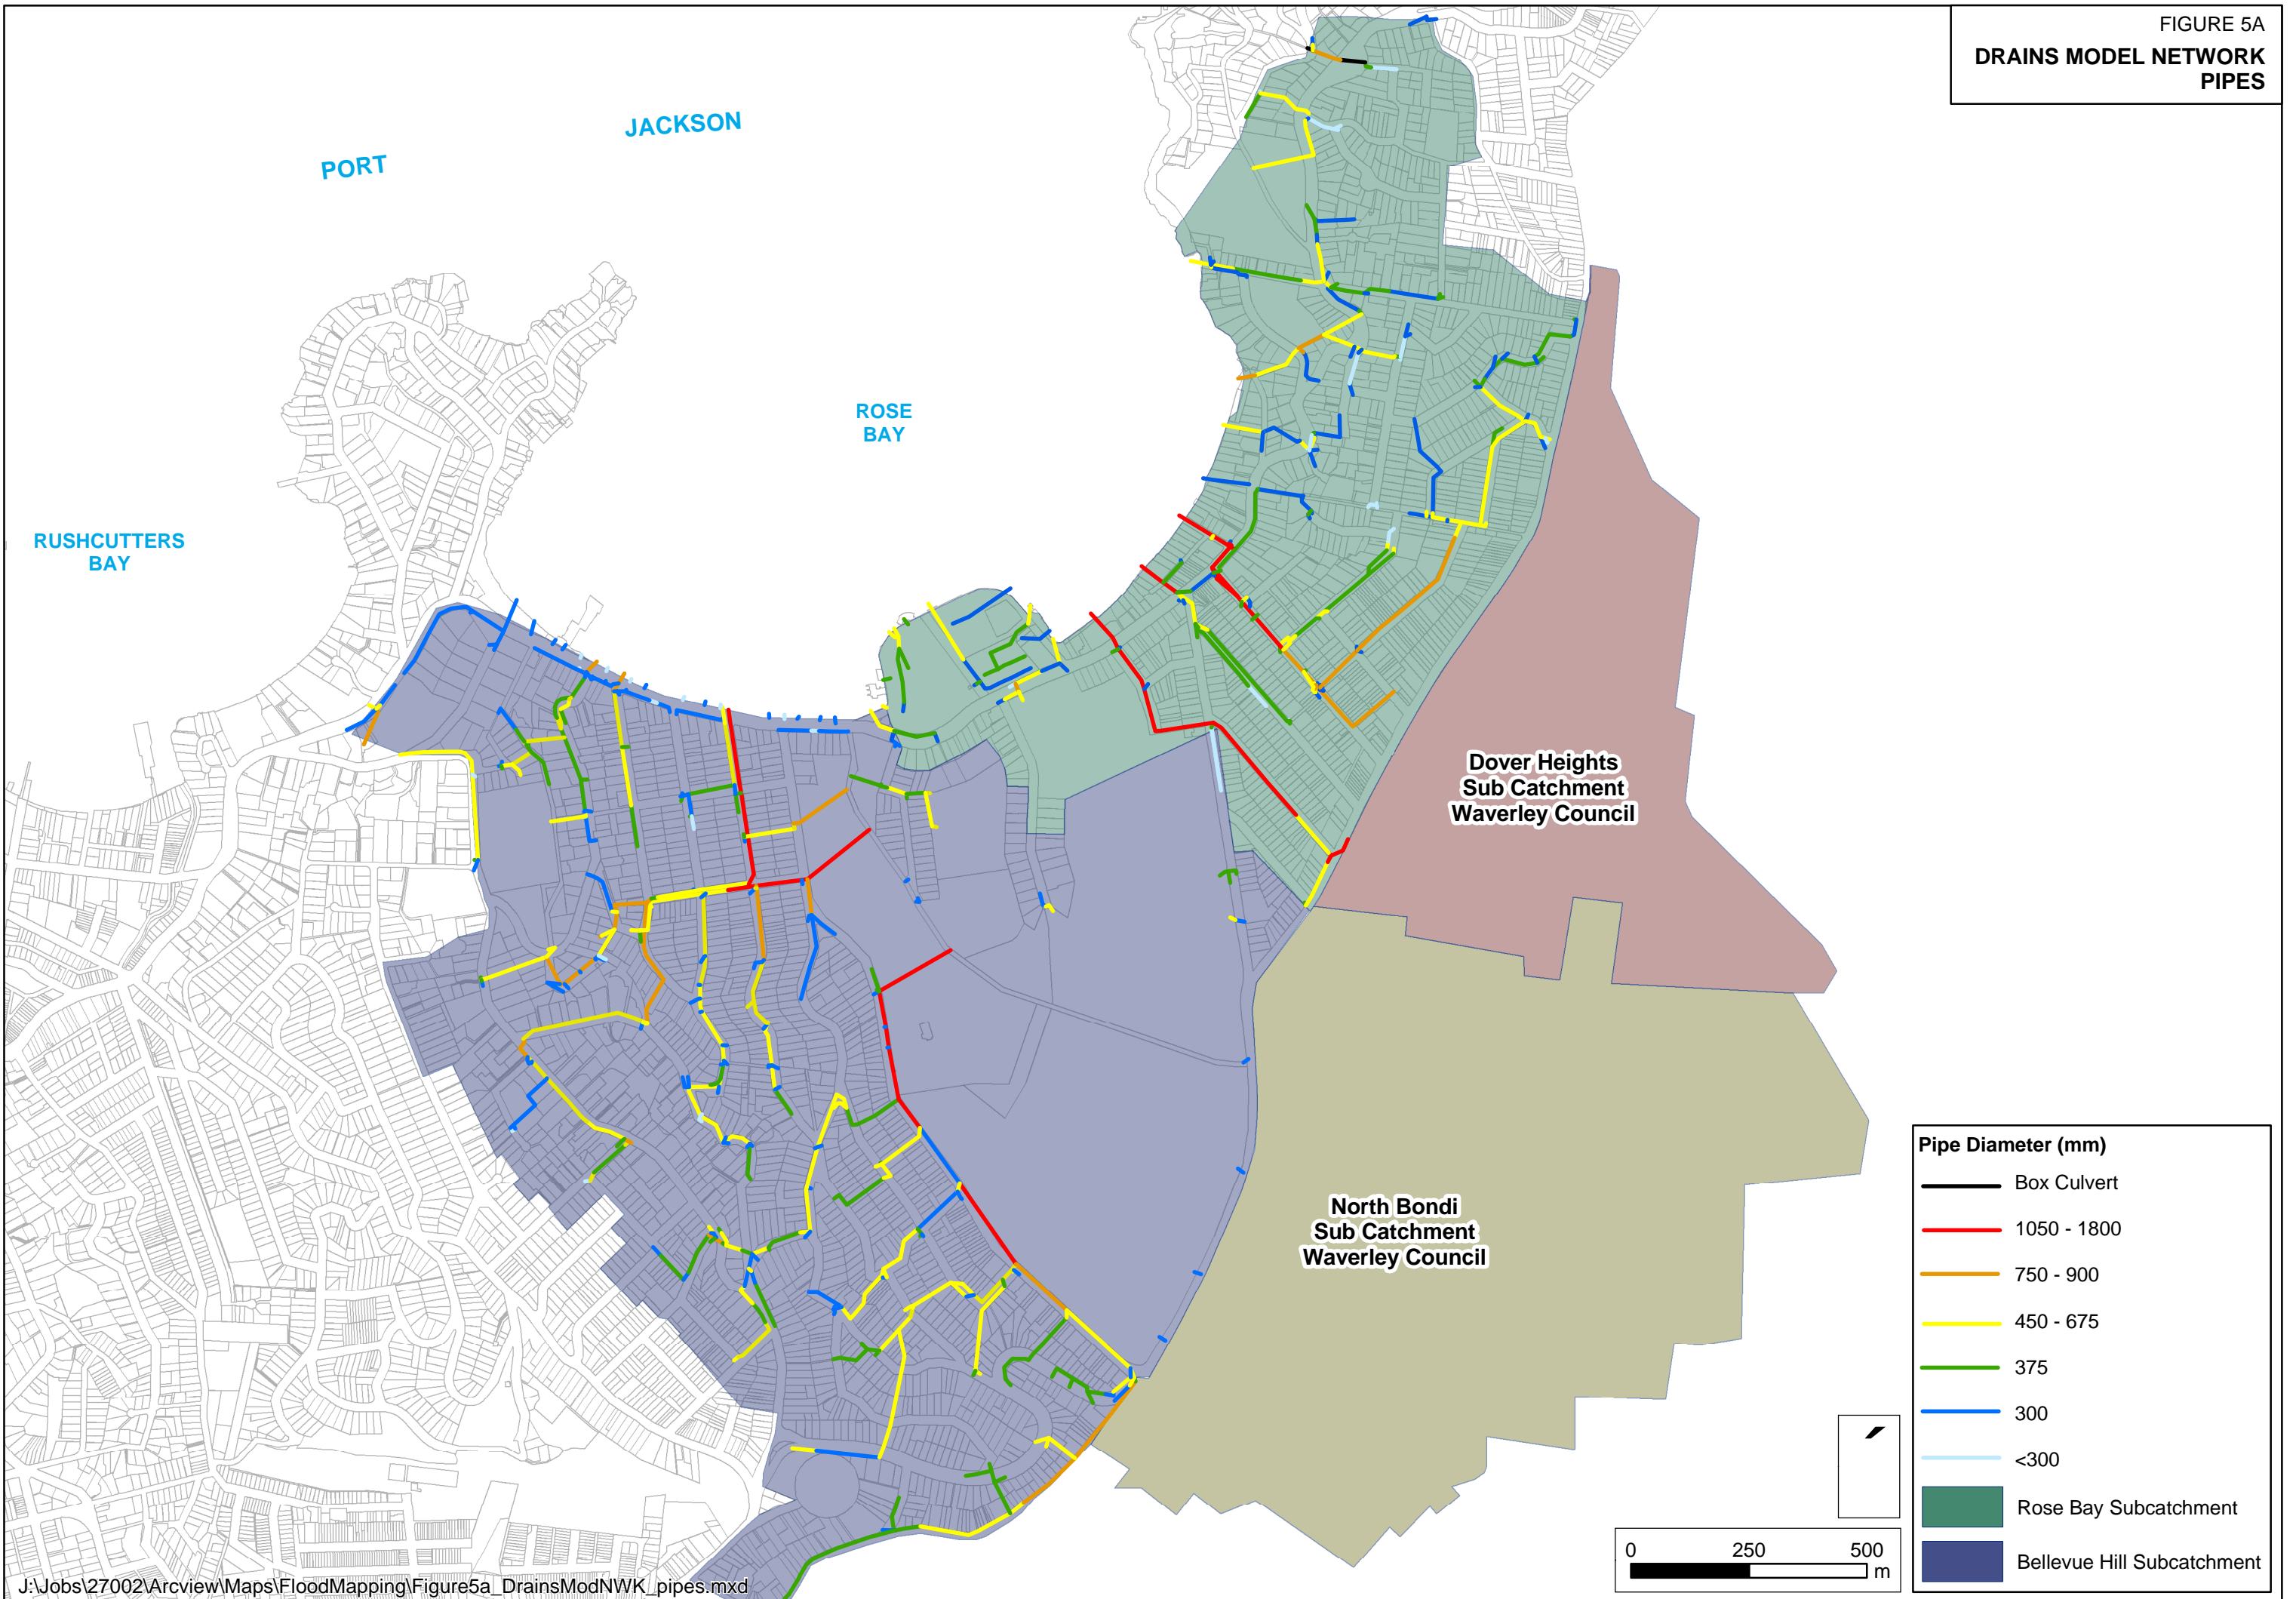 FIGURE 5A
DRAINS MODEL NETWORK
PIPES
PORT
JACKSON
ROSE
BAY
RUSHCUTTERS
BAY
Dover Heights
Sub Catchment
Waverley Council
North Bondi
Sub Catchment
Waverley Council
Pipe Diameter (mm)
Box Culvert
1050 - 1800
750 - 900
450 - 675
375
300
<300
Rose Bay Subcatchment
Bellevue Hill Subcatchment
0 250 500
m
J:\Jobs\27002\Arcview\Maps\FloodMapping\Figure5a_DrainsModNWK_pipes.mxd